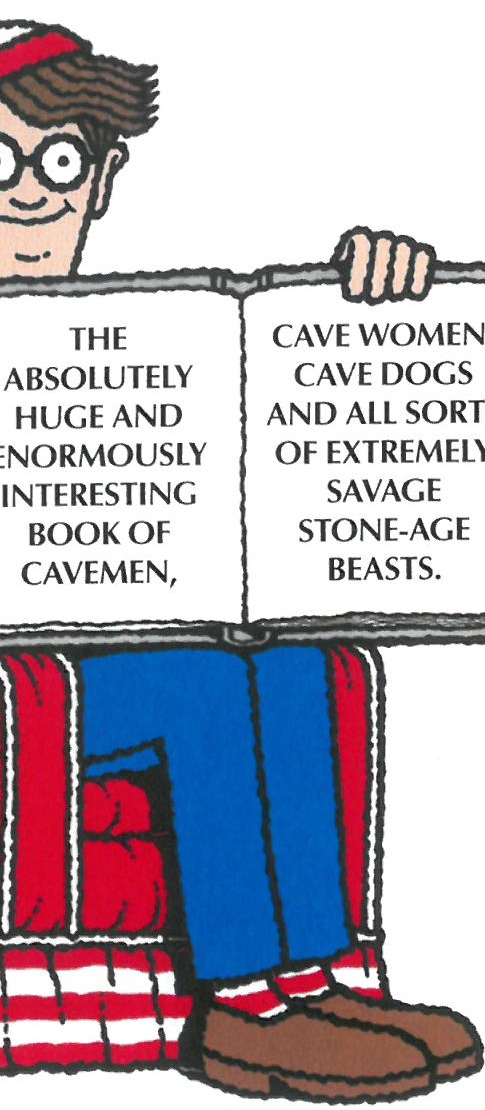 THE
ABSOLUTELY
HUGE AND
ENORMOUSLY
INTERESTING
BOOK OF
CAVEMEN,
CAVE WOMEN
CAVE DOGS
AND ALL SORT
OF EXTREMELY
SAVAGE
STONE-AGE
BEASTS.